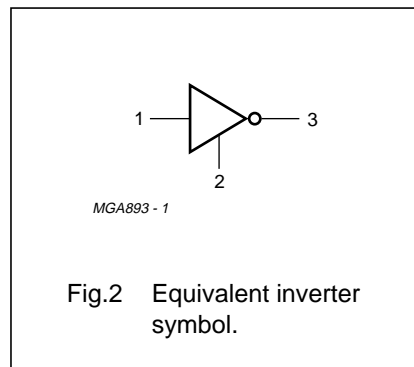 1
3
2
MGA893 - 1
Fig.2 Equivalent inverter
symbol.